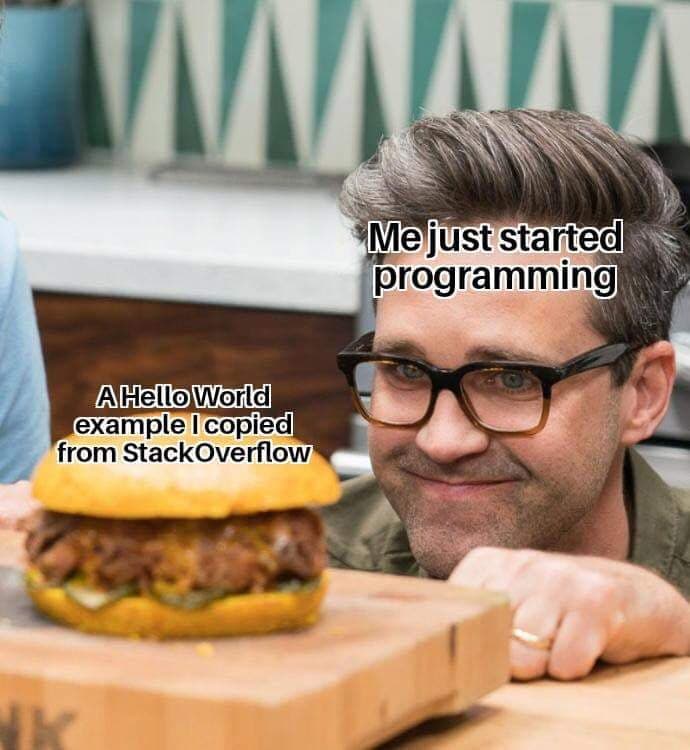 Me just started
programming
A Hello World
example I copied
from StackOverflow